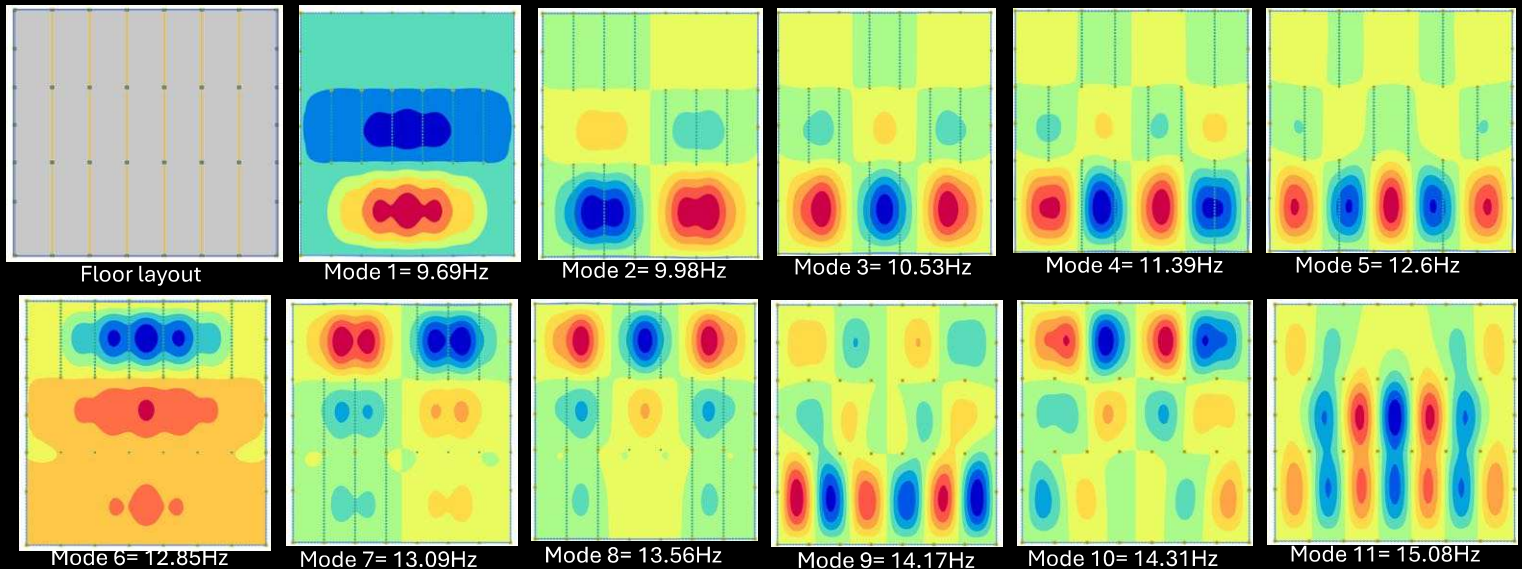 Floor layout
Mode 1= 9.69Hz
Mode 2= 9.98Hz
Mode 3= 10.53Hz
Mode 4= 11.39Hz
Mode 5= 12.6Hz
Mode 6= 12.85Hz
Mode 7= 13.09Hz
Mode 8= 13.56Hz
Mode 9= 14.17Hz
Mode 10= 14.31Hz
Mode 11= 15.08Hz